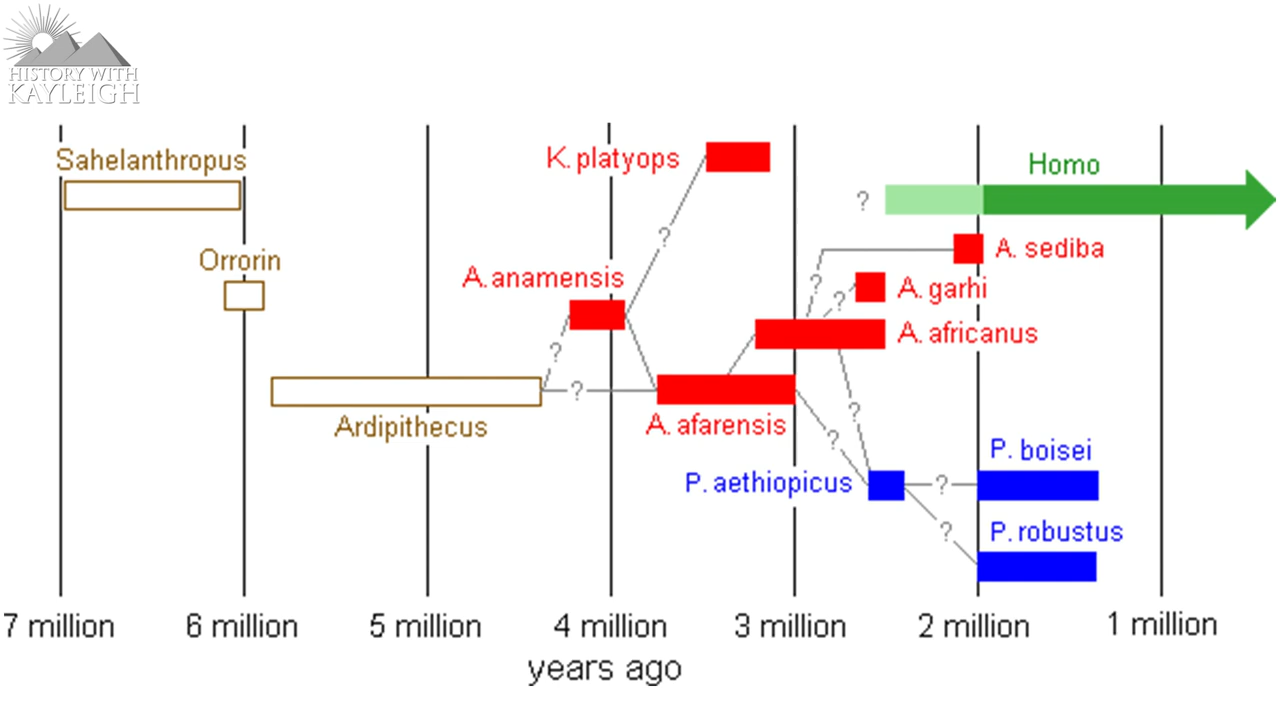 HISTORY WITH
KAYLEIGH
Sahelanthropus
K. platyops
Homo
?
?
Orrorin
A. sediba
A. anamensis
?
A. garhi
?
A. africanus
?
?
Ardipithecus
A. afarensis
?
?
P. boisei
P. aethiopicus
?
P. robustus
?
7 million
6 million
5 million
4 million
3 million
2 million
1 million
years ago